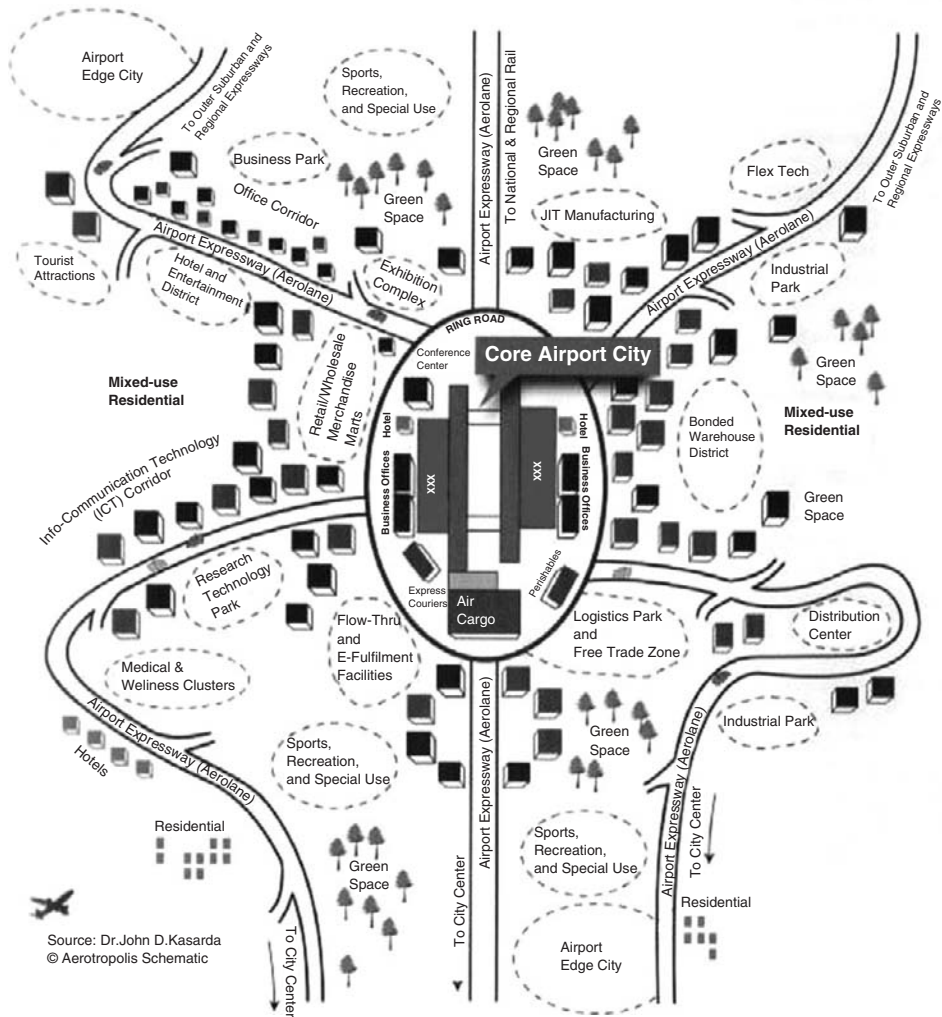 Airport
Edge City
To Outer Suburban and
Regional Expressways
Sports,
Recreation,
and Special Use
Airport Expressway (Aerolane)
To National & Regional Rail
Green
Space
Flex Tech
To Outer Suburban and
Regional Expressways
Business Park
Office Corridor
Green
Space
JIT Manufacturing
Airport Expressway (Aerolane)
Tourist
Attractions
Airport Expressway (Aerolane)
Hotel and
Entertainment
District
Exhibition
Complex
Industrial
Park
RING ROAD
Conference
Center
Core Airport City
Green
Space
Mixed-use
Residential
Retail/Wholesale
Merchandise
Marts
Hotel
Hotel
Bonded
Warehouse
District
Mixed-use
Residential
Business Offices
XXX
XXX
Business Offices
Info-Communication Technology
(ICT) Corridor
Green
Space
Research
Technology
Park
Express
Couriers
Air
Cargo
Perishables
Flow-Thru
and
E-Fulfilment
Facilities
Logistics Park
and
Free Trade Zone
Distribution
Center
Medical &
Weliness Clusters
Airport Expressway (Aerolane)
Hotels
Sports,
Recreation,
and Special Use
Airport Expressway (Aerolane)
To City Center
Green
Space
Airport Expressway (Aerolane)
To City Center
Industrial Park
Residential
Green
Space
Sports,
Recreation,
and Special Use
Residential
To City Center
Airport
Edge City
Source: Dr.John D.Kasarda
© Aerotropolis Schematic